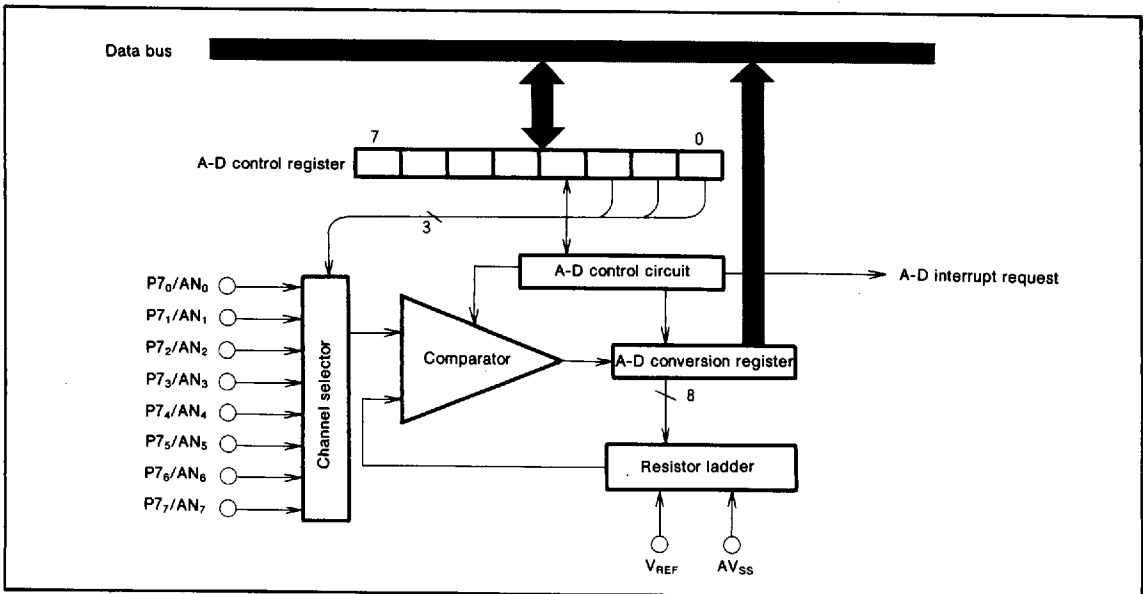 Data bus
7
0
A-D control register
3
A-D control circuit
A-D interrupt request
P7₀/AN₀
P7₁/AN₁
P7₂/AN₂
P7₃/AN₃
P7₄/AN₄
P7₅/AN₅
P7₆/AN₆
P7₇/AN₇
Channel selector
Comparator
A-D conversion register
8
Resistor ladder
VREF
AVSS